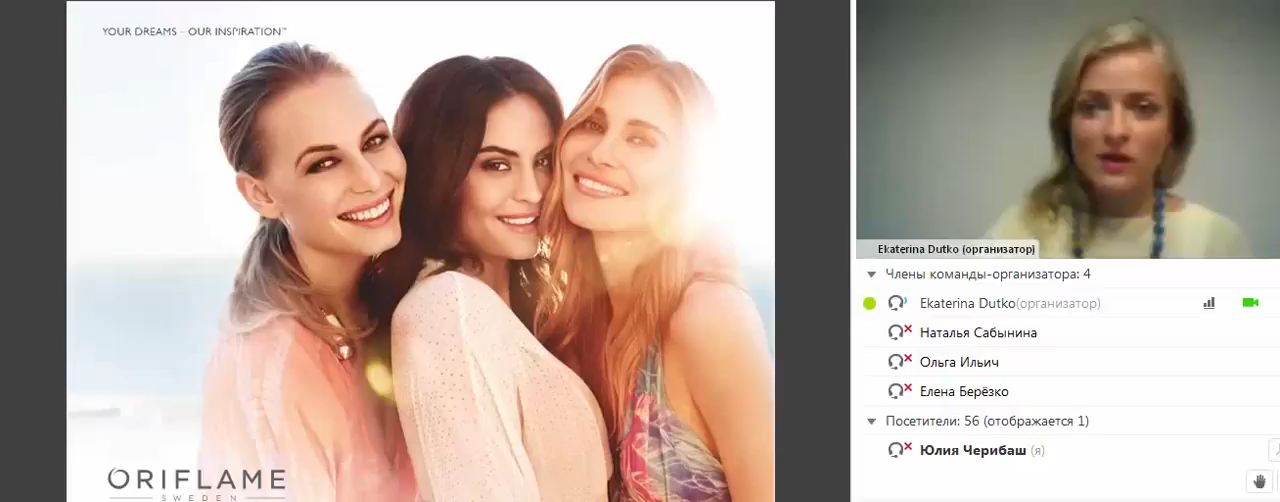 YOUR DREAMS – OUR INSPIRATION™
ORIFLAME
SWEDEN
Ekaterina Dutko (организатор)
Члены команды-организатора: 4
Ekaterina Dutko(организатор)
Наталья Сабынина
Ольга Ильич
Елена Берёзко
Посетители: 56 (отображается 1)
Юлия Черибаш (я)